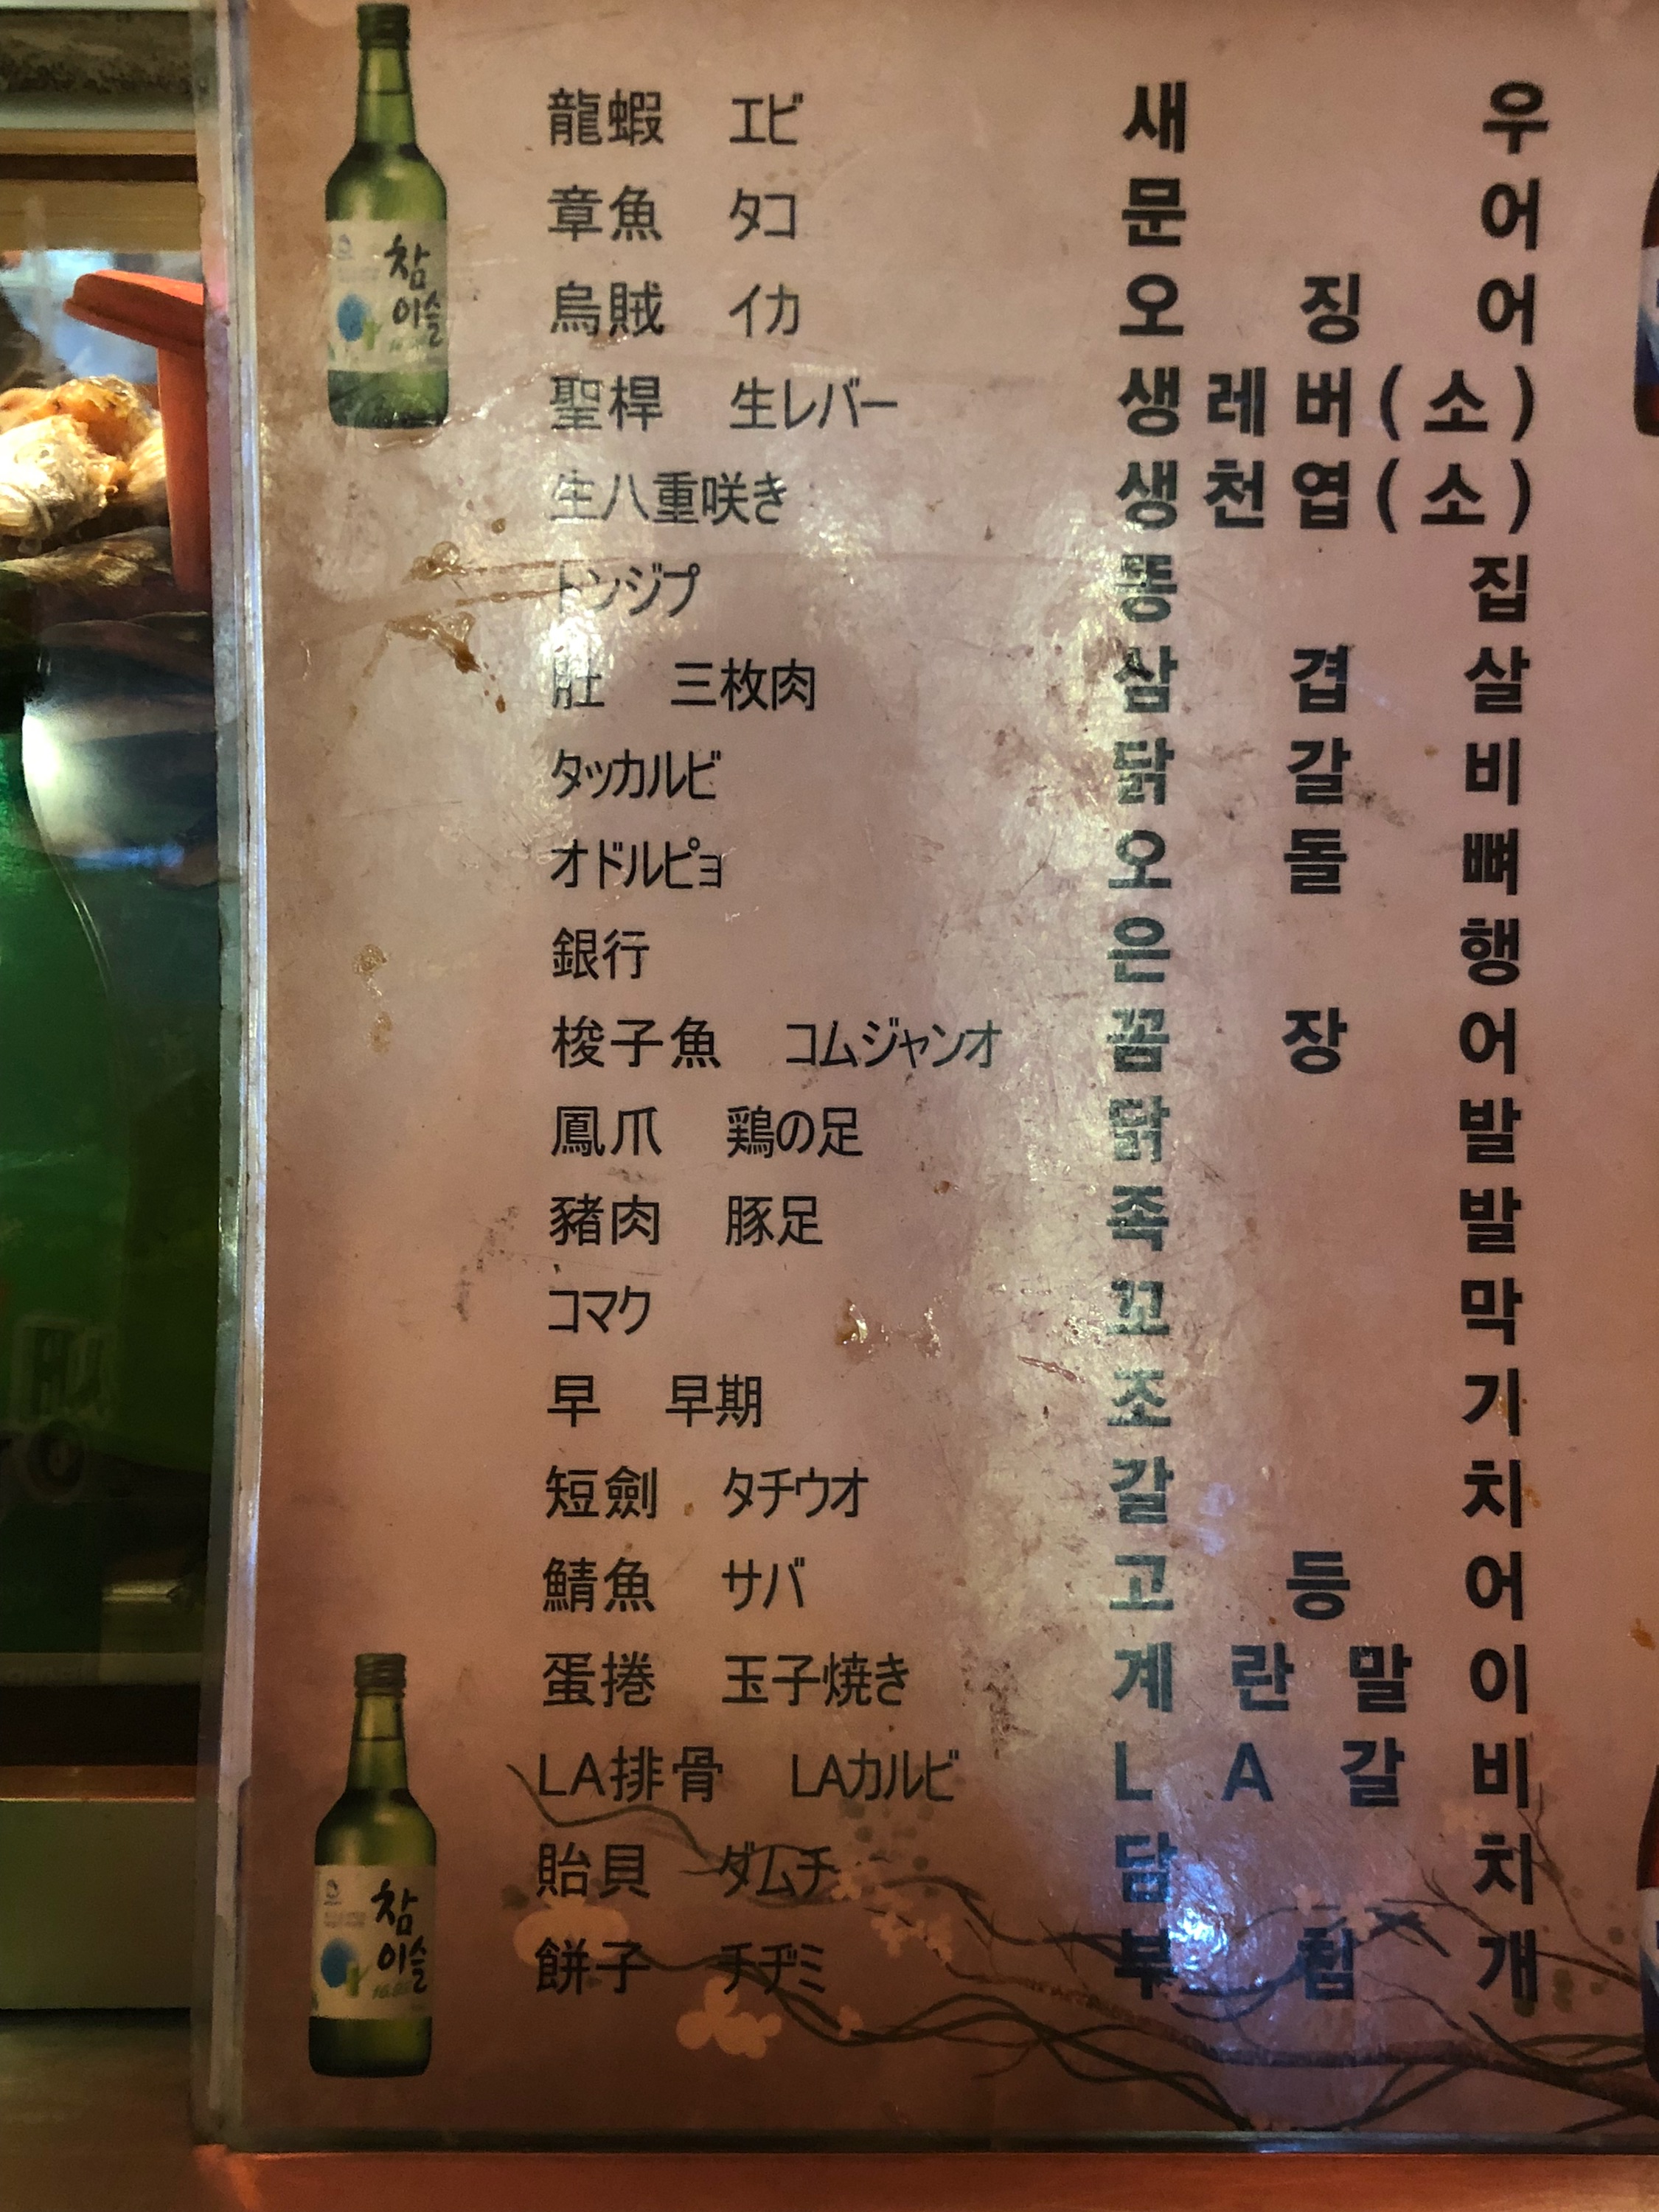 龍蝦 エビ 새우
章魚 タコ 문어
烏賊 イカ 오징어
聖桿 生レバー 생레버(소)
生八重咲き 생천엽(소)
トンジプ 똥집
肚 三枚肉 삼겹살
タッカルビ 닭갈비
オドルピョ 오돌뼈
銀行 은행
梭子魚 コムジャンオ 꼼장어
鳳爪 鶏の足 닭발
豬肉 豚足 족발
コマク 꼬막
早 早期 조기
短劍 タチウオ 갈치
鯖魚 サバ 고등어
蛋捲 玉子焼き 계란말이
LA排骨 LAカルビ LA갈비
貽貝 ダムチ 담치
餅子 チヂミ 부침개
참
이슬
참
이슬